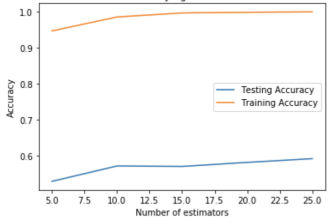 1.0
0.9
0.8
0.7
0.6
Accuracy
Testing Accuracy
Training Accuracy
5.0 7.5 10.0 12.5 15.0 17.5 20.0 22.5 25.0
Number of estimators